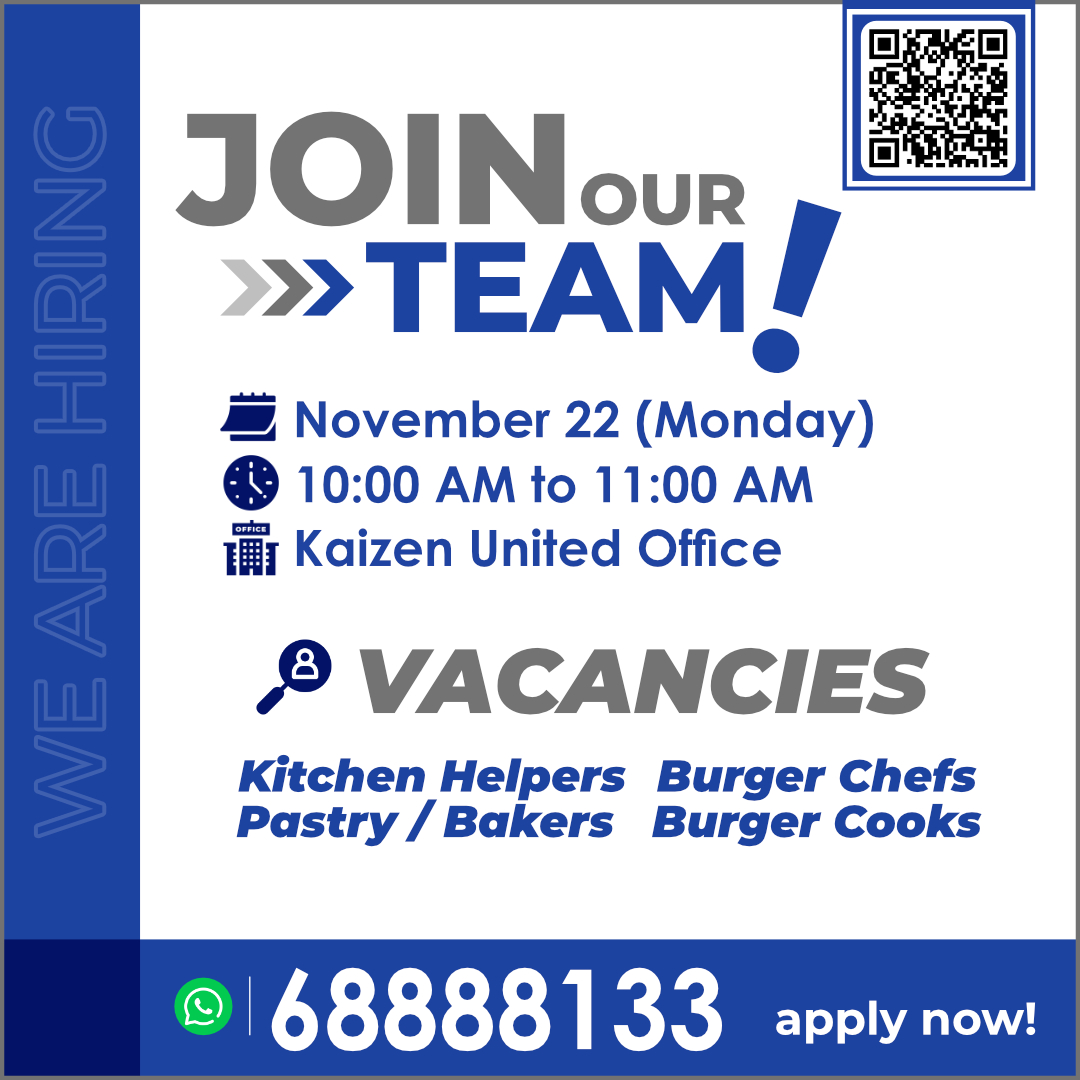 WE ARE HIRING
JOIN OUR
TEAM!
November 22 (Monday)
10:00 AM to 11:00 AM
OFFICE
Kaizen United Office
VACANCIES
Kitchen Helpers Burger Chefs
Pastry / Bakers Burger Cooks
68888133 apply now!